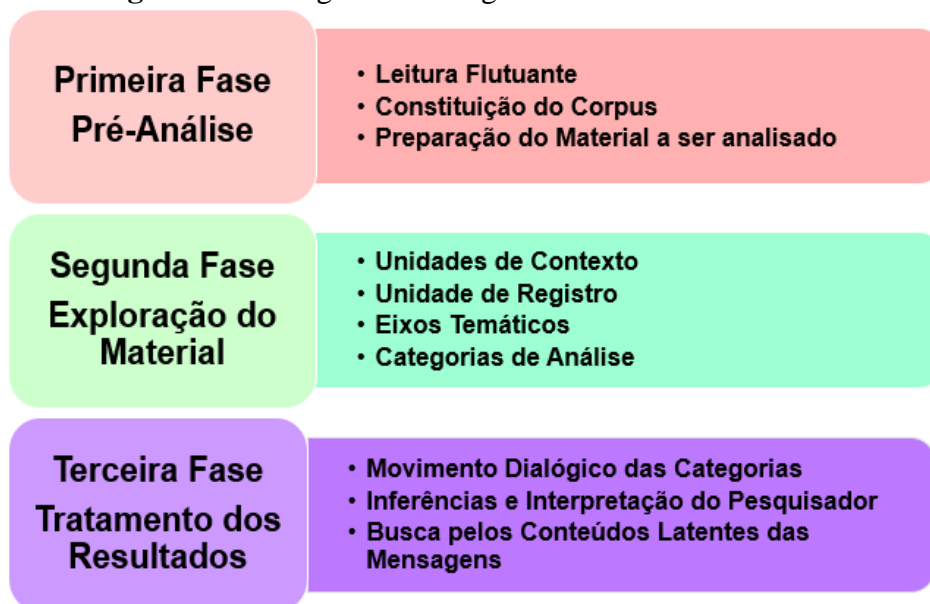 Primeira Fase
Pré-Análise
• Leitura Flutuante
• Constituição do Corpus
• Preparação do Material a ser analisado
Segunda Fase
Exploração do
Material
• Unidades de Contexto
• Unidade de Registro
• Eixos Temáticos
• Categorias de Análise
Terceira Fase
Tratamento dos
Resultados
• Movimento Dialógico das Categorias
• Inferências e Interpretação do Pesquisador
• Busca pelos Conteúdos Latentes das
Mensagens